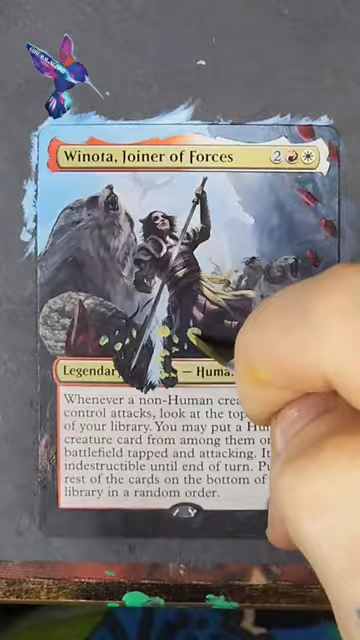 Winota, Joiner of Forces 2
Legendary — Huma
Whenever a non-Human crea
control attacks, look at the top
of your library. You may put a Hu
creature card from among them on
battlefield tapped and attacking. It
indestructible until end of turn. Pu
rest of the cards on the bottom of
library in a random order.